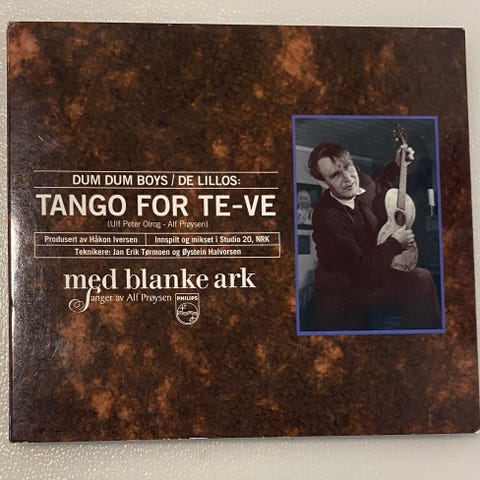 DUM DUM BOYS / DE LILLOS:
TANGO FOR TE-VE
(Ulf Peter Olrog - Alf Prøysen)
Produsert av Håkon Iversen Innspilt og mikset i Studio 20, NRK
Teknikere: Jan Erik Tørmoen og Øystein Halvorsen
med blanke ark
Sanger av Alf Prøysen PHILIPS